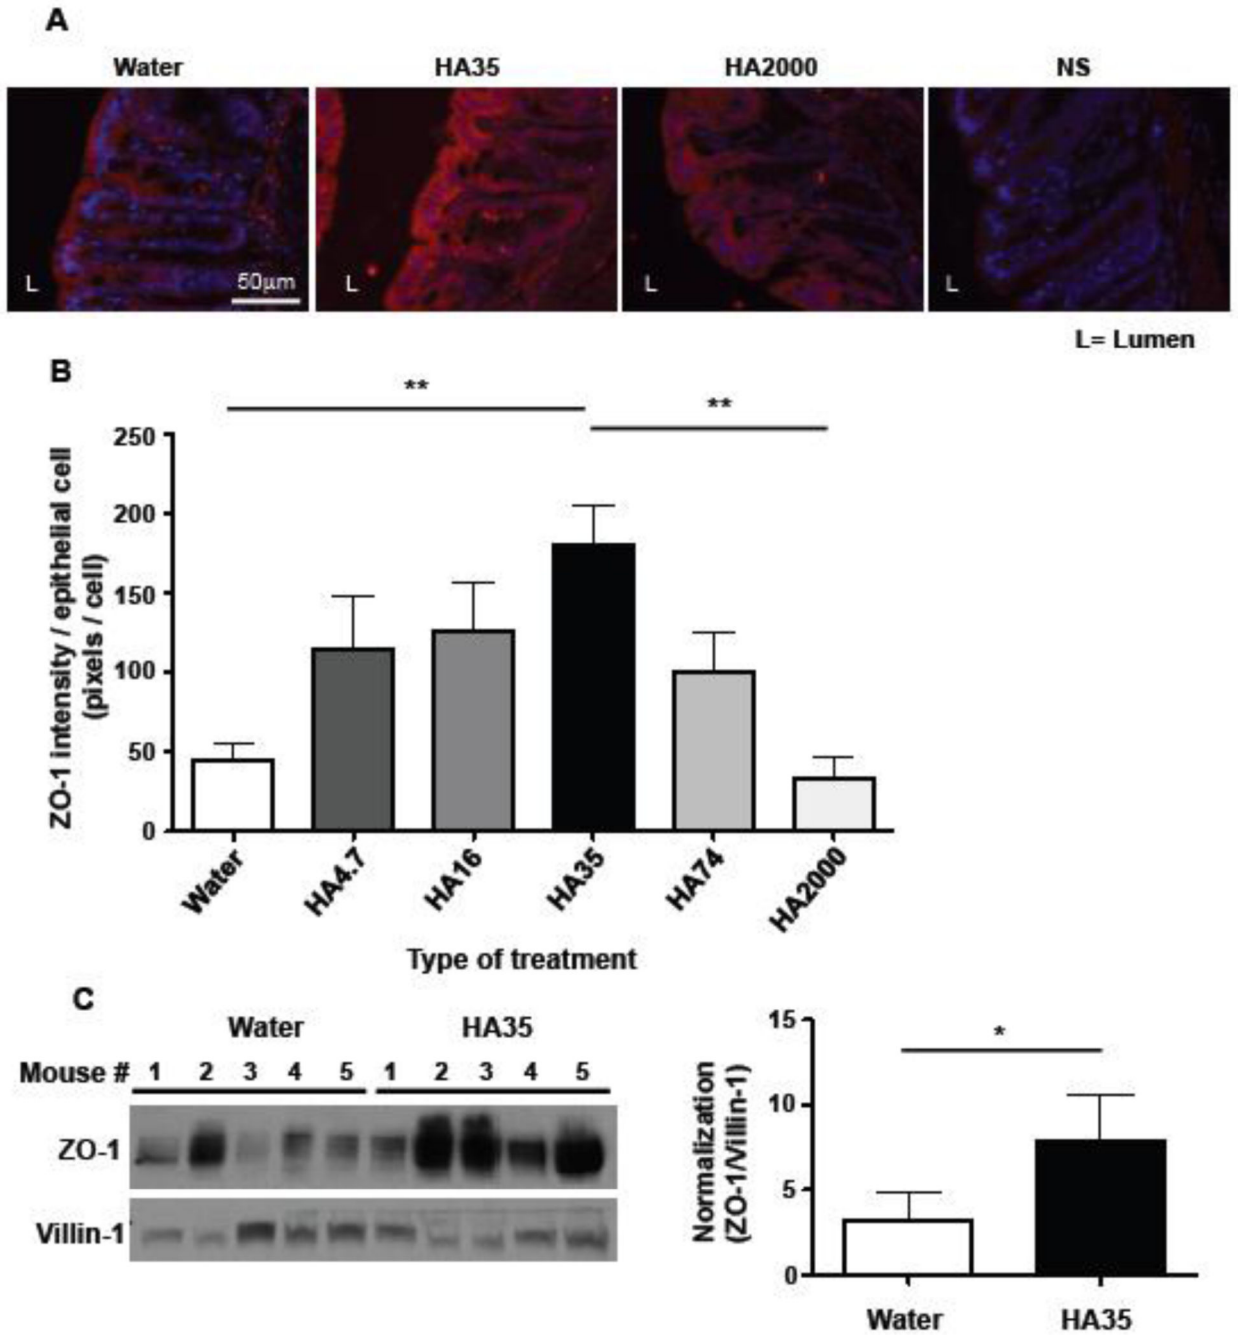 A
Water HA35 HA2000 NS
L 50µm L L L
L= Lumen
B
**
**
250
200
150
100
50
0
ZO-1 intensity / epithelial cell
(pixels / cell)
Water HA4.7 HA16 HA35 HA74 HA2000
Type of treatment
C
Water HA35
Mouse # 1 2 3 4 5 1 2 3 4 5
ZO-1
Villin-1
15
10
5
0
Normalization
(ZO-1/Villin-1)
*
Water HA35